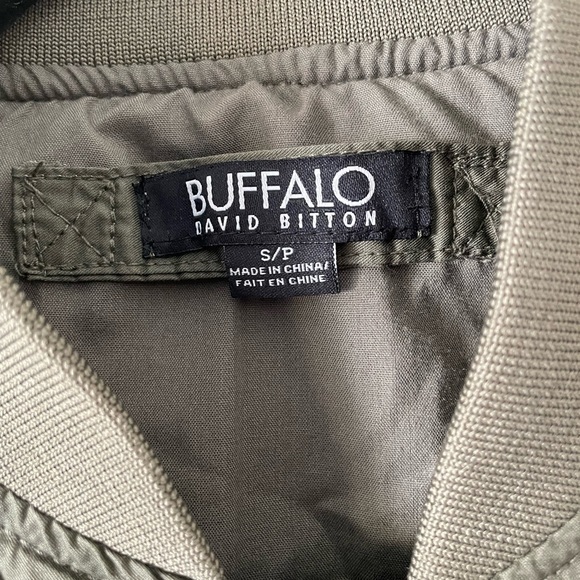 BUFFALO
DAVID BITTON
S/P
MADE IN CHINA/
FAIT EN CHINE